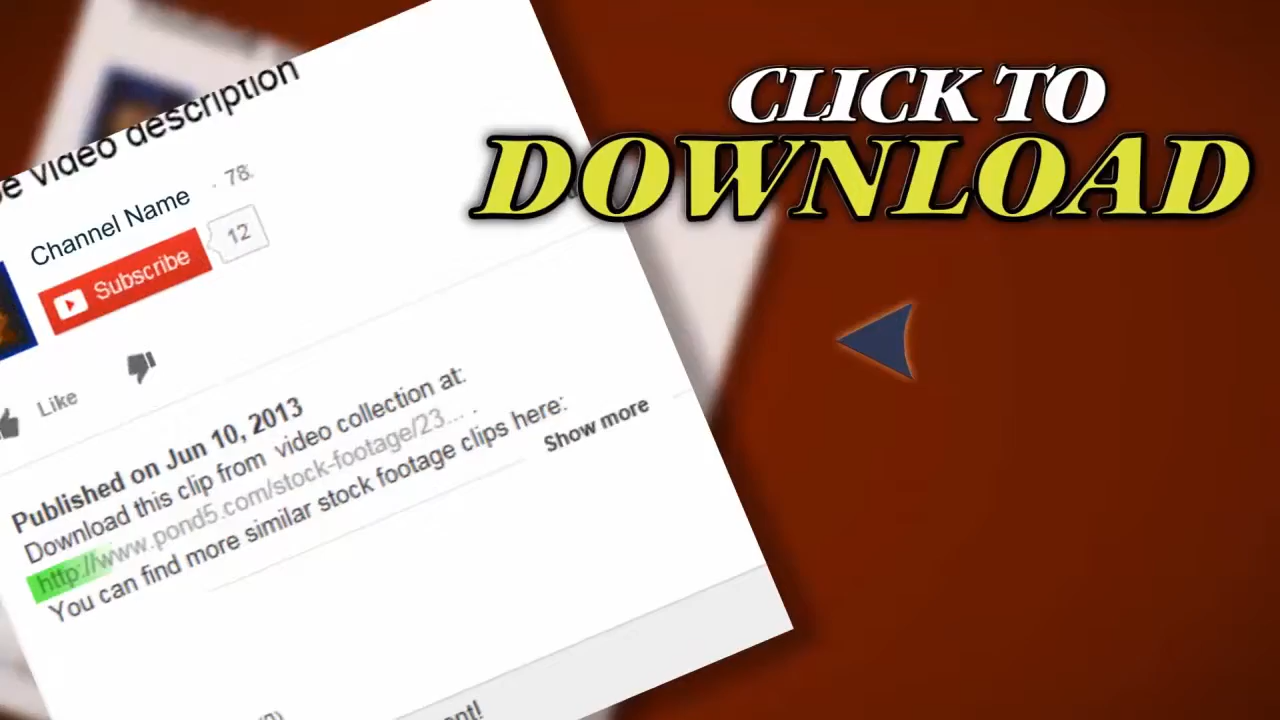 CLICK TO
DOWNLOAD
video description
Channel Name
78
Subscribe
12
Like
Published on Jun 10, 2013
Download this clip from video collection at:
http://www.pond5.com/stock-footage/23...
You can find more similar stock footage clips here:
Show more